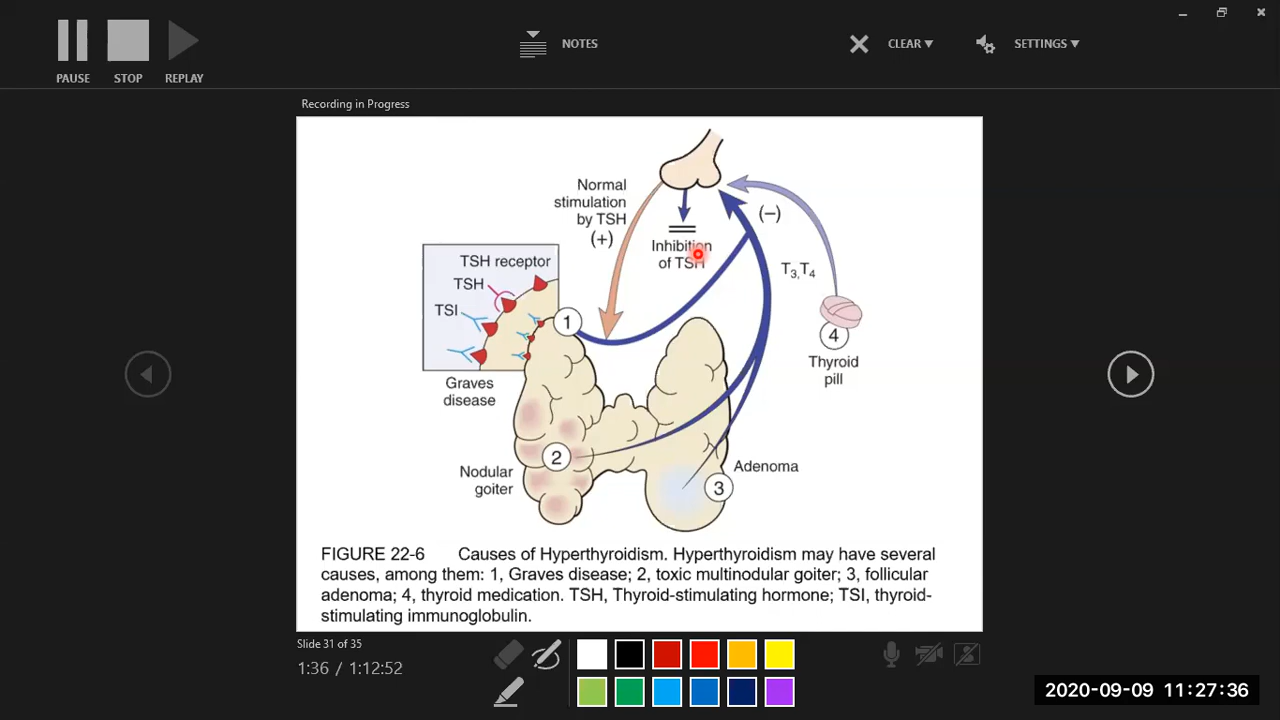 PAUSE
STOP
REPLAY
NOTES
CLEAR
SETTINGS
Recording in Progress
Normal
stimulation
by TSH
(+)
Inhibition
of TSH
(−)
T3,T4
TSH receptor
TSH
TSI
Graves
disease
1
2
Nodular
goiter
3
Adenoma
4
Thyroid
pill
FIGURE 22-6 Causes of Hyperthyroidism. Hyperthyroidism may have several
causes, among them: 1, Graves disease; 2, toxic multinodular goiter; 3, follicular
adenoma; 4, thyroid medication. TSH, Thyroid-stimulating hormone; TSI, thyroid-
stimulating immunoglobulin.
Slide 31 of 35
1:36 / 1:12:52
2020-09-09 11:27:36